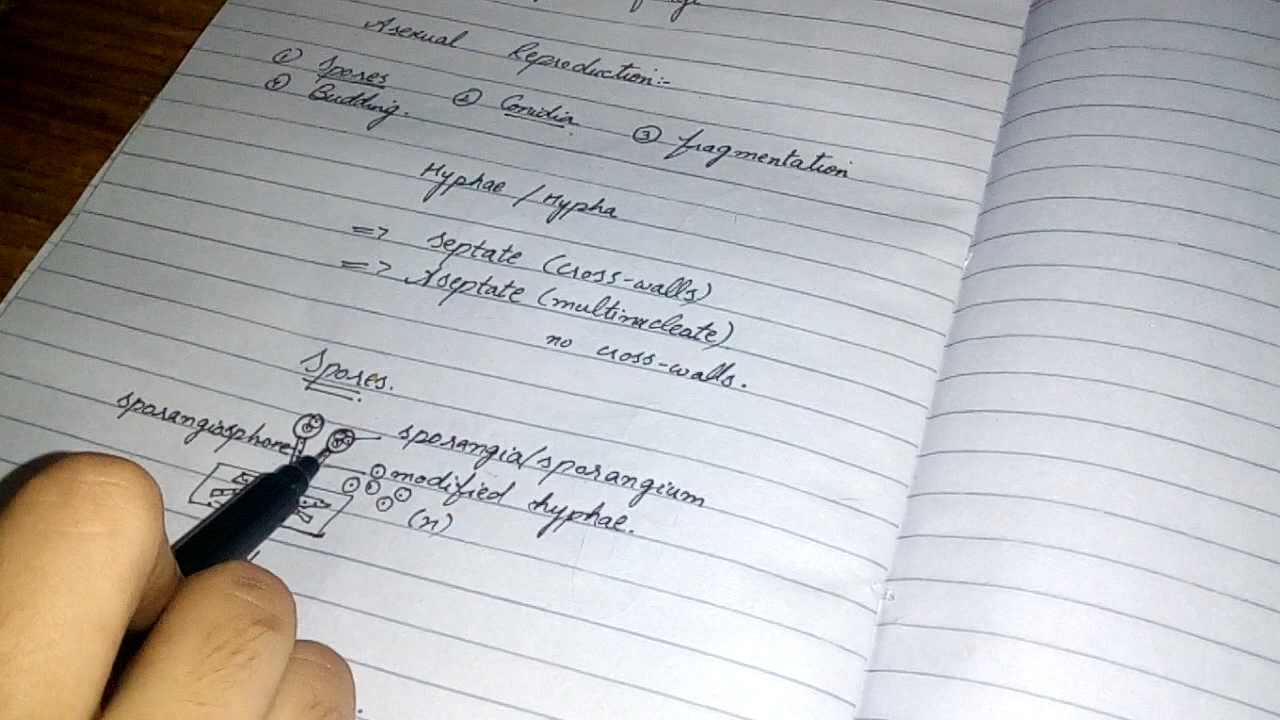 Asexual Reproduction:-
① Spores ② Conidia ③ fragmentation
④ Budding.
Hyphae / Hypha
=> septate (cross-walls)
=> Aseptate (multinucleate)
no cross-walls.
Spores.
sporangiosphore sporangia/sporangium
modified hyphae.
(n)